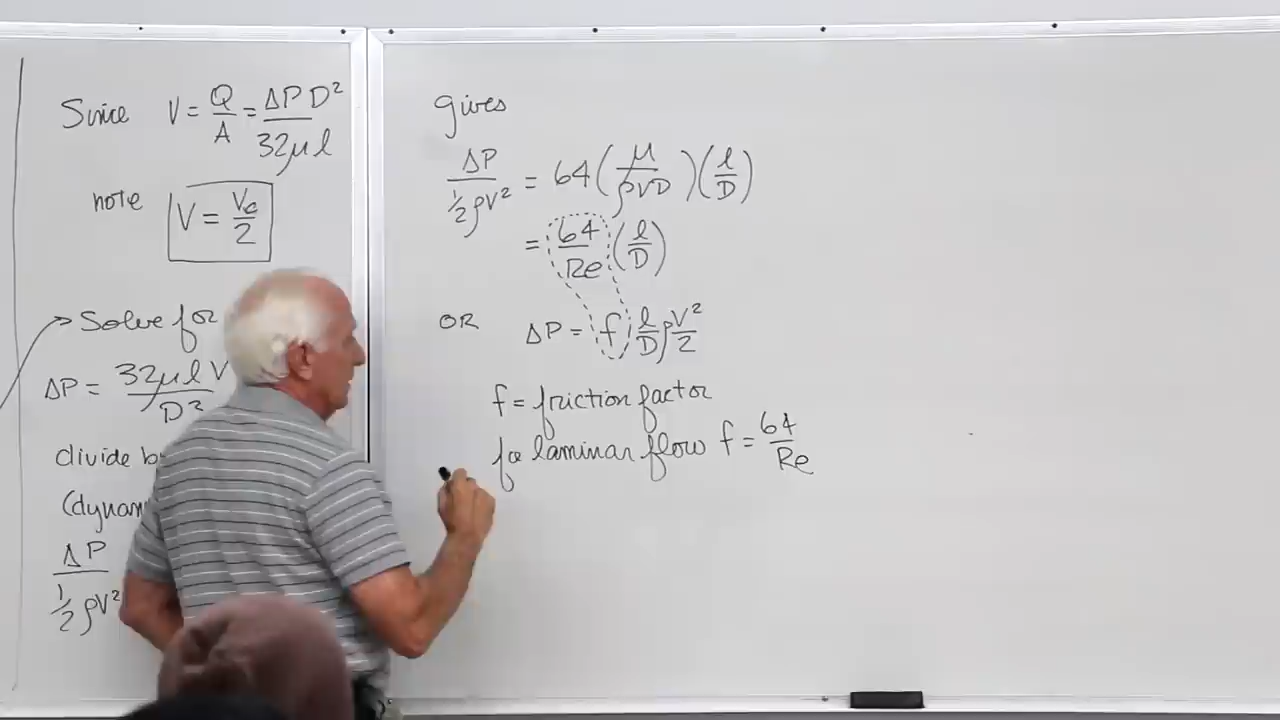 Since V = Q/A = ΔP D²/32μl
note V = Vc/2
Solve for
ΔP = 32μl V/D²
divide b
(dynam
ΔP/½ρV²
gives
ΔP/½ρV² = 64 (μ/ρVD) (l/D)
= 64/Re (l/D)
OR ΔP = f l/D ρ V²/2
f = friction factor
for laminar flow f = 64/Re